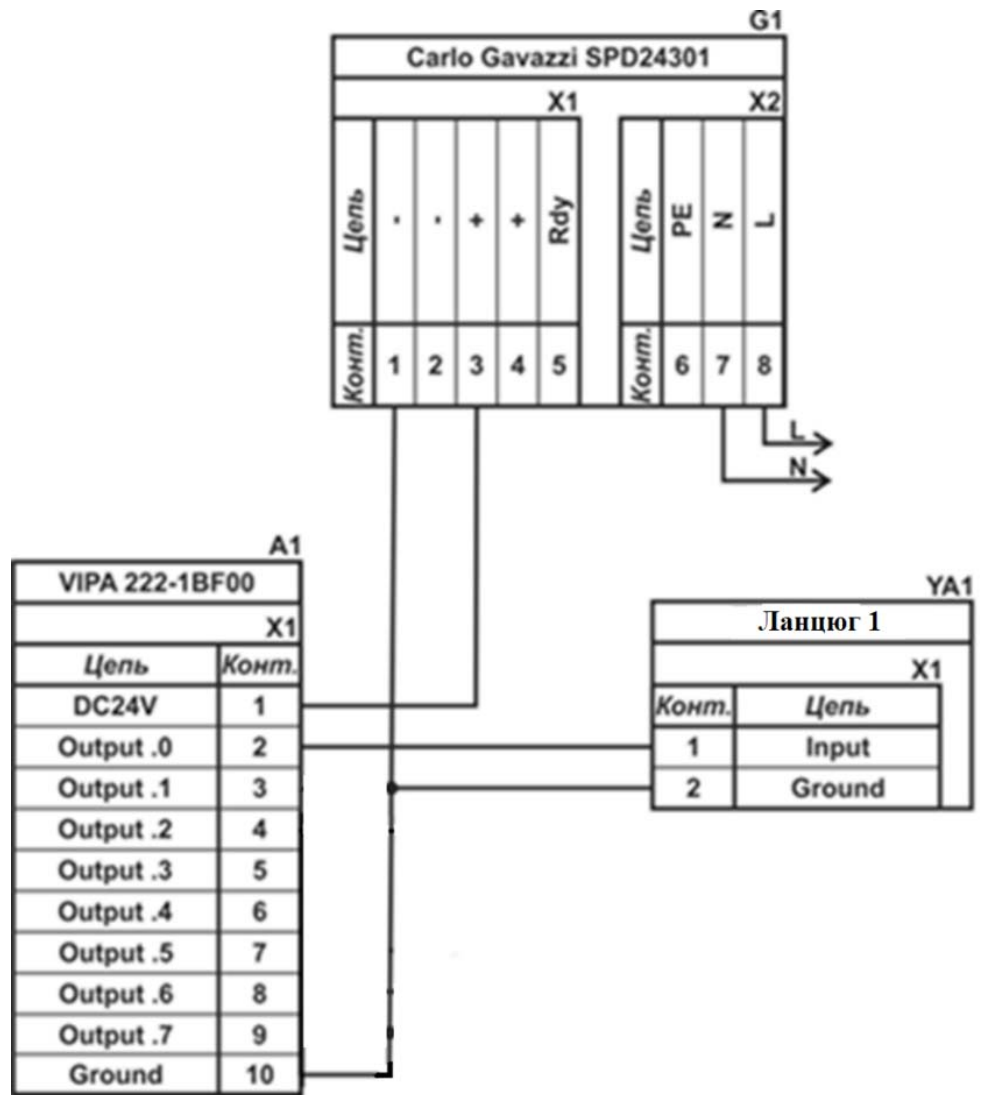 G1
Carlo Gavazzi SPD24301
X1 X2
Цепь - - + + Rdy Цепь PE N L
Конт. 1 2 3 4 5 Конт. 6 7 8
L
N
A1
VIPA 222-1BF00
X1
Цепь Конт.
DC24V 1
Output .0 2
Output .1 3
Output .2 4
Output .3 5
Output .4 6
Output .5 7
Output .6 8
Output .7 9
Ground 10
YA1
Ланцюг 1
X1
Конт. Цепь
1 Input
2 Ground